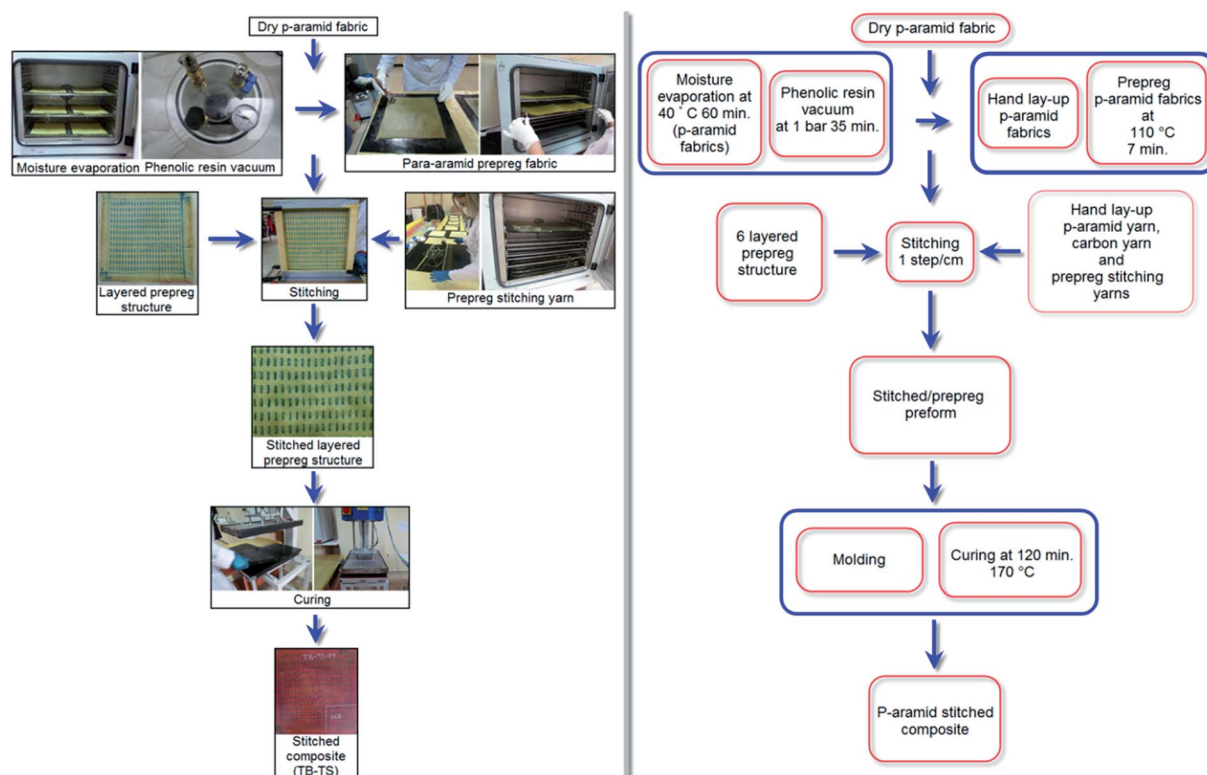 Dry p-aramid fabric
Moisture evaporation
Phenolic resin vacuum
Para-aramid prepreg fabric
Layered prepreg
structure
Stitching
Prepreg stitching yarn
Stitched layered
prepreg structure
Curing
Stitched
composite
(TB-TS)
Dry p-aramid fabric
Moisture
evaporation at
40 ˚ C 60 min.
(p-aramid
fabrics)
Phenolic resin
vacuum
at 1 bar 35 min.
Hand lay-up
p-aramid
fabrics
Prepreg
p-aramid fabrics
at
110 °C
7 min.
6 layered
prepreg
structure
Stitching
1 step/cm
Hand lay-up
p-aramid yarn,
carbon yarn
and
prepreg stitching
yarns
Stitched/prepreg
preform
Molding
Curing at 120 min.
170 °C
P-aramid stitched
composite